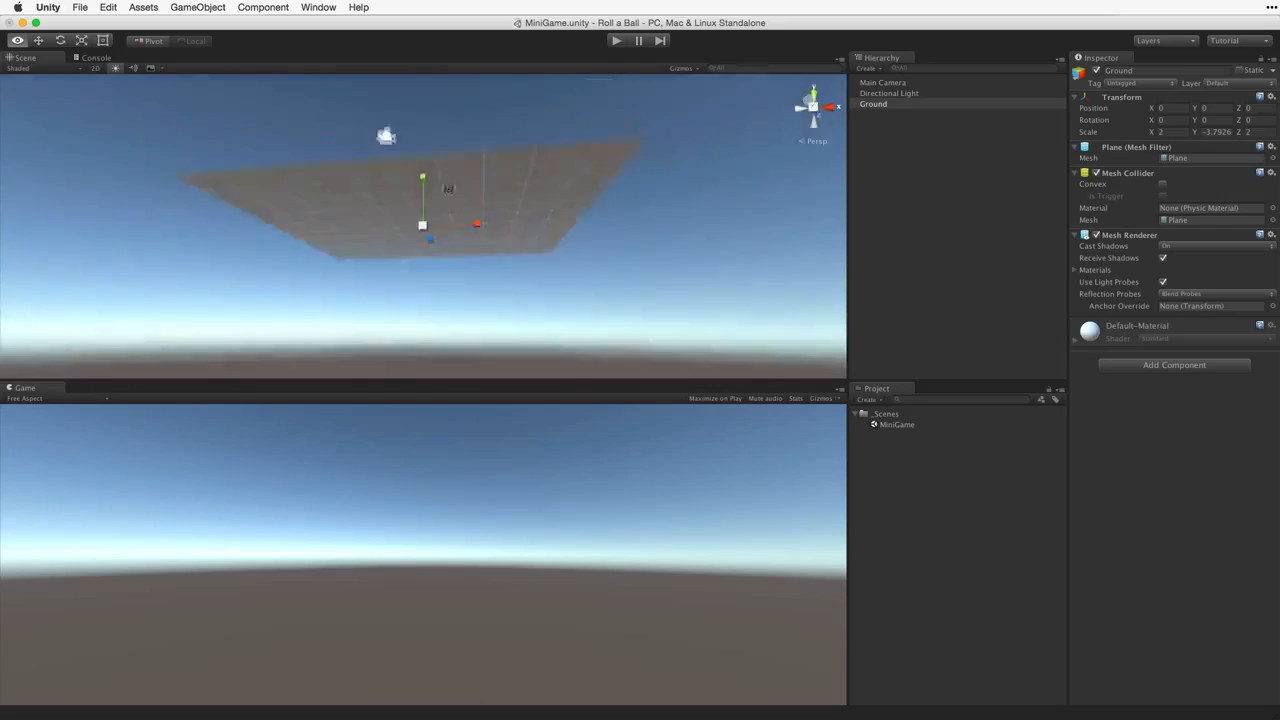 Unity File Edit Assets GameObject Component Window Help
MiniGame.unity - Roll a Ball - PC, Mac & Linux Standalone
Pivot Local Layers Tutorial
Scene Console
Shaded 2D Gizmos All
y
x
Persp
Hierarchy
Create All
Main Camera
Directional Light
Ground
Inspector
Ground Static
Tag Untagged Layer Default
Transform
Position X 0 Y 0 Z 0
Rotation X 0 Y 0 Z 0
Scale X 2 Y -3.7926 Z 2
Plane (Mesh Filter)
Mesh Plane
Mesh Collider
Convex
Is Trigger
Material None (Physic Material)
Mesh Plane
Mesh Renderer
Cast Shadows On
Receive Shadows
Materials
Use Light Probes
Reflection Probes Blend Probes
Anchor Override None (Transform)
Default-Material
Shader Standard
Add Component
Game
Free Aspect Maximize on Play Mute audio Stats Gizmos
Project
Create
_Scenes
MiniGame